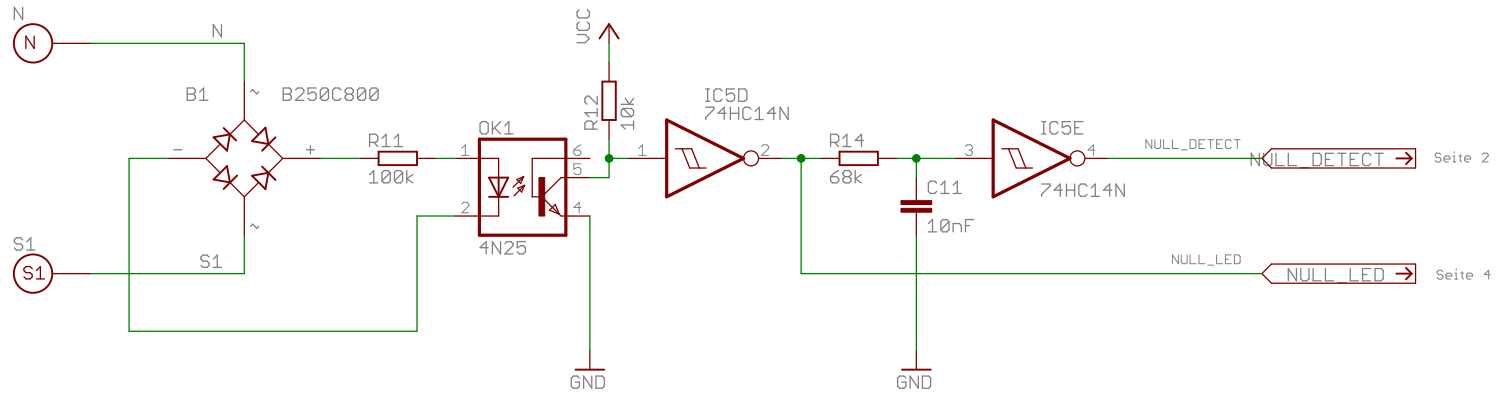 N
N
N
VCC
B1
~
B250C800
R12
10k
IC5D
74HC14N
-
+
R11
100k
OK1
1
2
6
5
4
4N25
1
2
R14
68k
C11
10nF
3
4
IC5E
74HC14N
NULL_DETECT
NULL_DETECT
Seite 2
~
S1
S1
S1
NULL_LED
NULL_LED
Seite 4
GND
GND